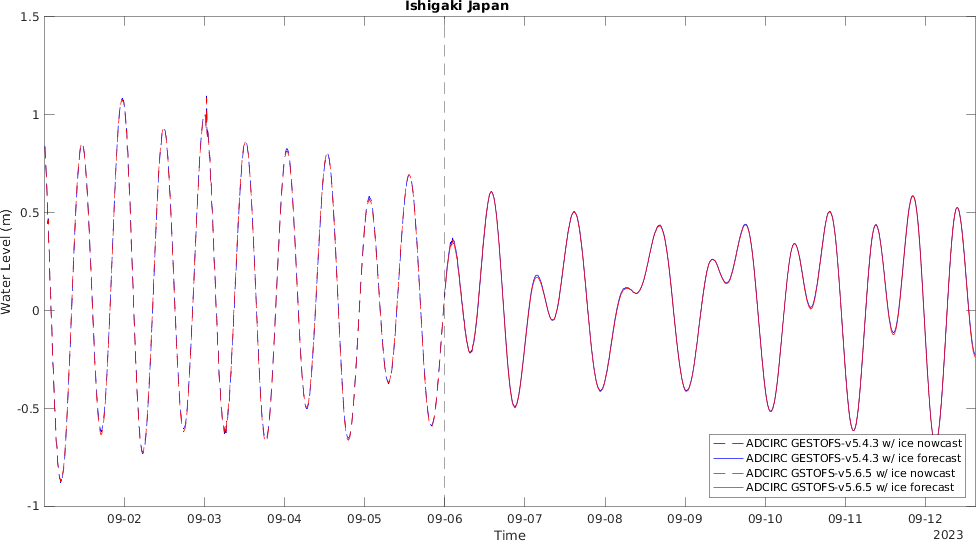 Ishigaki Japan
1.5
1
0.5
0
-0.5
-1
Water Level (m)
09-02 09-03 09-04 09-05 09-06 09-07 09-08 09-09 09-10 09-11 09-12
Time
2023
ADCIRC GESTOFS-v5.4.3 w/ ice nowcast
ADCIRC GESTOFS-v5.4.3 w/ ice forecast
ADCIRC GSTOFS-v5.6.5 w/ ice nowcast
ADCIRC GSTOFS-v5.6.5 w/ ice forecast